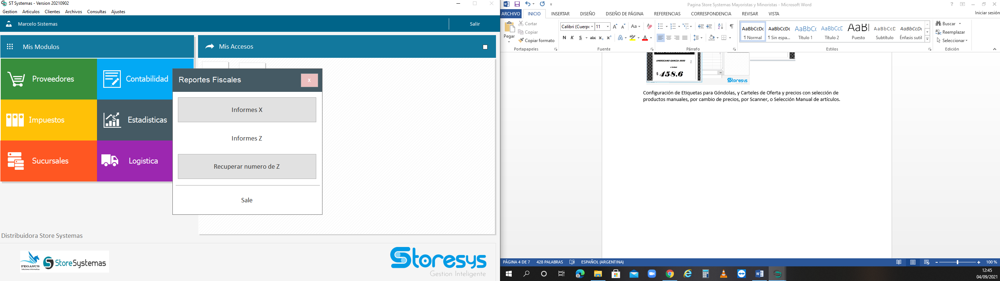 ST Systemas - Version 20210902
Gestion Articulos Clientes Archivos Consultas Ajustes
Marcelo Sistemas
Salir
Mis Modulos
Mis Accesos
Proveedores
Contabilidad
Impuestos
Estadisticas
Sucursales
Logistica
Reportes Fiscales
x
Informes X
Informes Z
Recuperar numero de Z
Sale
Distribuidora Store Systemas
PEGASUS
Soluciones Informaticas
StoreSystemas
Storesys
Gestion Inteligente
Pagina Store Systemas Mayoristas y Minoristas - Microsoft Word
ARCHIVO INICIO INSERTAR DISEÑO DISEÑO DE PÁGINA REFERENCIAS CORRESPONDENCIA REVISAR VISTA
Iniciar sesión
Pegar
Cortar
Copiar
Copiar formato
Portapapeles
Calibri (Cuerpo 11
Aa
N K S abc x₂ x²
Fuente
Párrafo
AaBbCcDc AaBbCcDc AaBbCc AaBbCcD AaBl AaBbCcD AaBbCcDc
¶ Normal ¶ Sin espa... Título 1 Título 2 Puesto Subtítulo Énfasis sutil
Estilos
Buscar
Reemplazar
Seleccionar
Edición
AMERICANO GANCIA X950
x Unidad
$ 458.6
Storesys
Configuración de Etiquetas para Góndolas, y Carteles de Oferta y precios con selección de
productos manuales, por cambio de precios, por Scanner, o Selección Manual de artículos.
PÁGINA 4 DE 7 428 PALABRAS ESPAÑOL (ARGENTINA)
100 %
12:45
04/09/2021